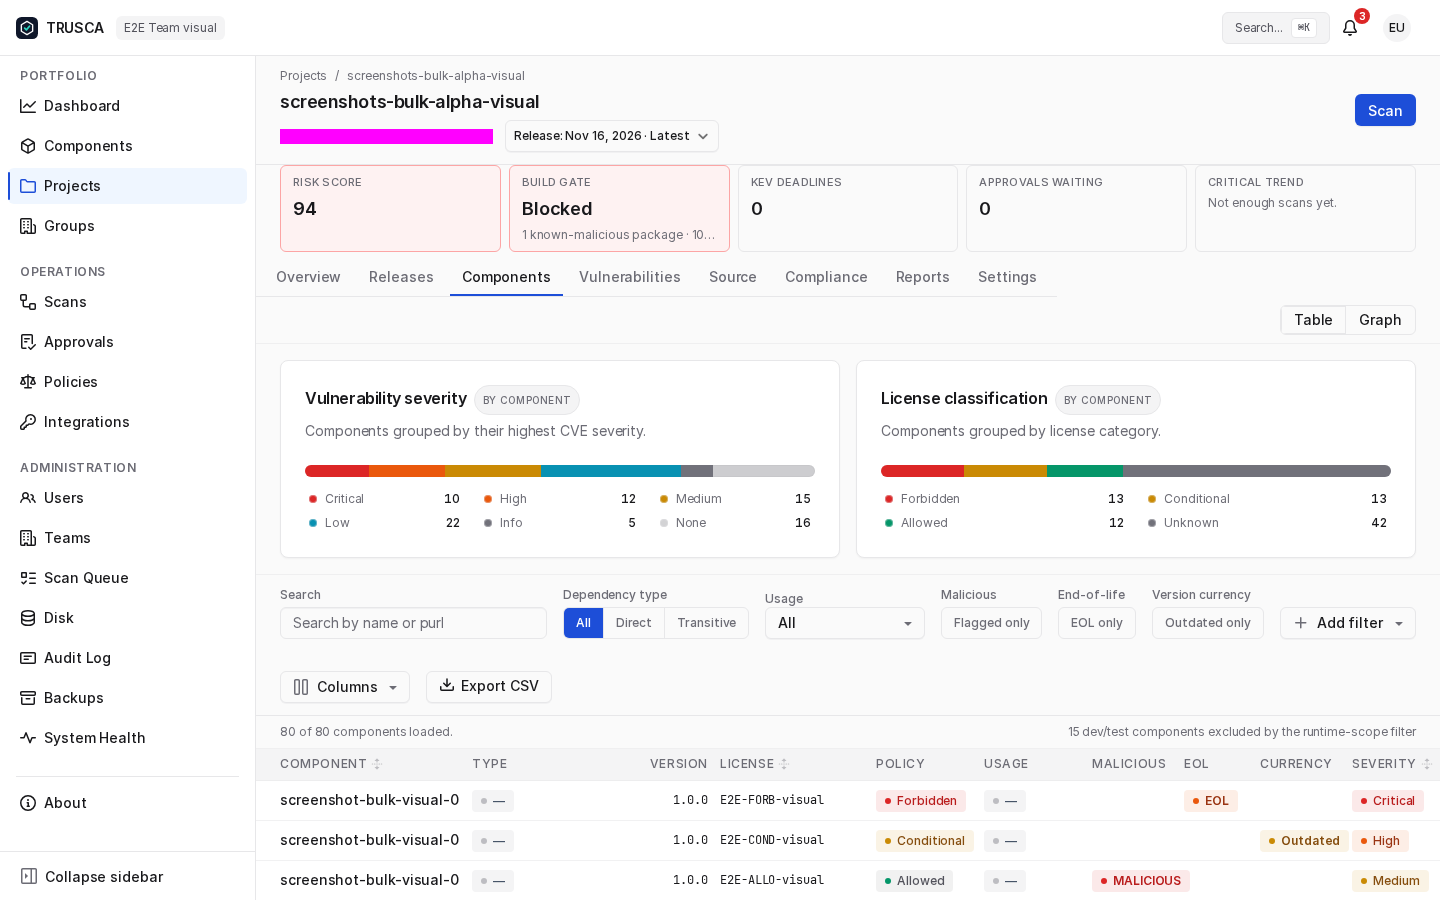 TRUSCA
E2E Team visual
Search...
⌘K
3
EU
PORTFOLIO
Dashboard
Components
Projects
Groups
OPERATIONS
Scans
Approvals
Policies
Integrations
ADMINISTRATION
Users
Teams
Scan Queue
Disk
Audit Log
Backups
System Health
About
Collapse sidebar
Projects / screenshots-bulk-alpha-visual
screenshots-bulk-alpha-visual
Release: Nov 16, 2026 · Latest
Scan
RISK SCORE
94
BUILD GATE
Blocked
1 known-malicious package · 10…
KEV DEADLINES
0
APPROVALS WAITING
0
CRITICAL TREND
Not enough scans yet.
Overview Releases Components Vulnerabilities Source Compliance Reports Settings
Table Graph
Vulnerability severity BY COMPONENT
Components grouped by their highest CVE severity.
Critical 10 High 12 Medium 15
Low 22 Info 5 None 16
License classification BY COMPONENT
Components grouped by license category.
Forbidden 13 Conditional 13
Allowed 12 Unknown 42
Search
Search by name or purl
Dependency type
All Direct Transitive
Usage
All
Malicious
Flagged only
End-of-life
EOL only
Version currency
Outdated only
Add filter
Columns
Export CSV
80 of 80 components loaded.
15 dev/test components excluded by the runtime-scope filter
COMPONENT TYPE VERSION LICENSE POLICY USAGE MALICIOUS EOL CURRENCY SEVERITY
screenshot-bulk-visual-0 — 1.0.0 E2E-FORB-visual Forbidden — EOL Critical
screenshot-bulk-visual-0 — 1.0.0 E2E-COND-visual Conditional — Outdated High
screenshot-bulk-visual-0 — 1.0.0 E2E-ALLO-visual Allowed — MALICIOUS Medium